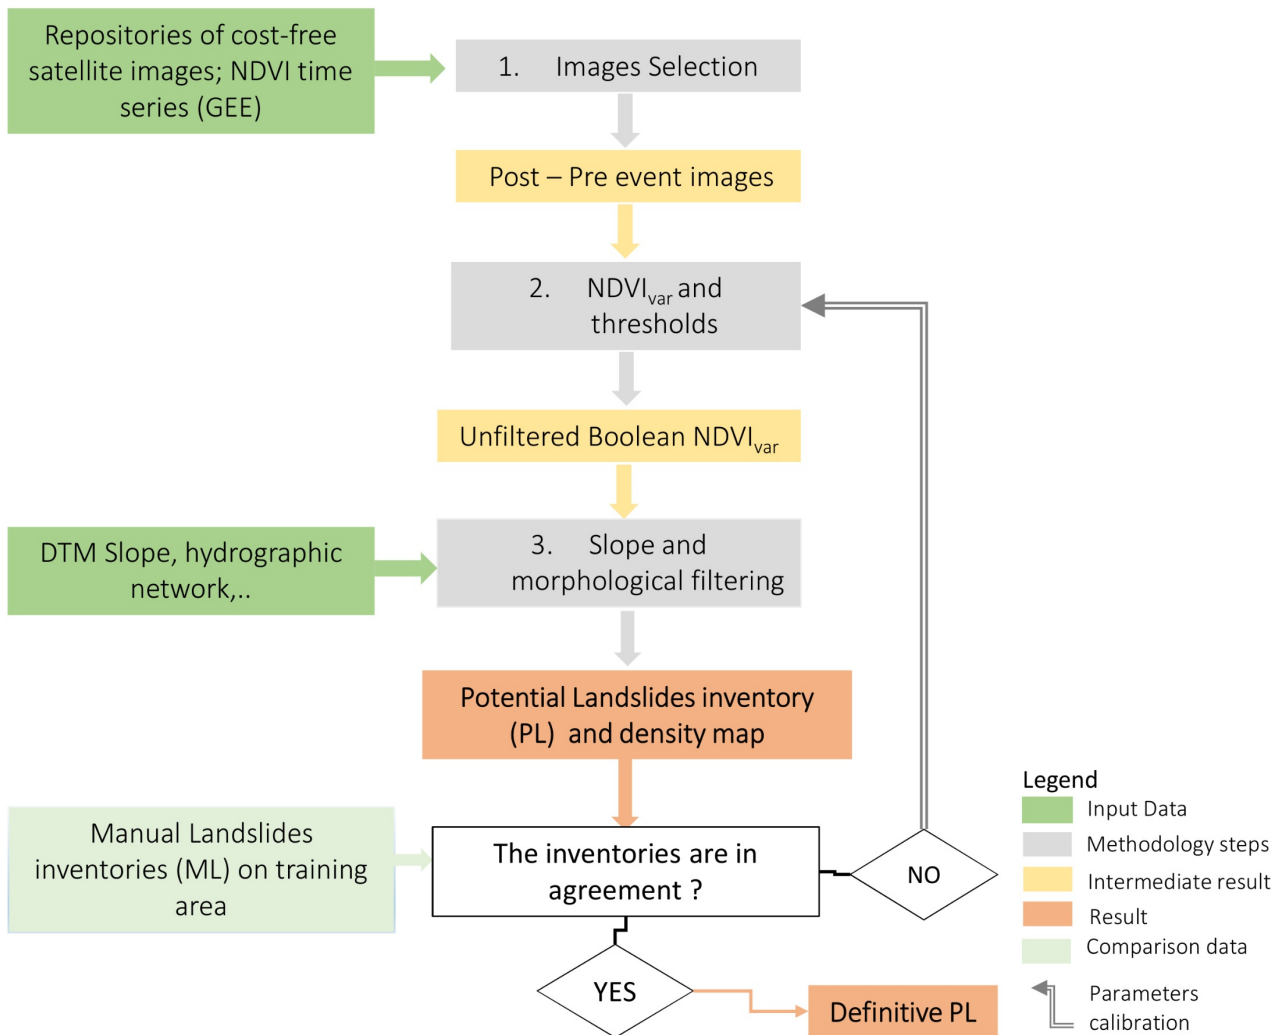 Repositories of cost-free
satellite images; NDVI time
series (GEE)
1. Images Selection
Post – Pre event images
2. NDVIvar and
thresholds
Unfiltered Boolean NDVIvar
DTM Slope, hydrographic
network,..
3. Slope and
morphological filtering
Potential Landslides inventory
(PL) and density map
Manual Landslides
inventories (ML) on training
area
The inventories are in
agreement ?
NO
YES
Definitive PL
Legend
Input Data
Methodology steps
Intermediate result
Result
Comparison data
Parameters
calibration